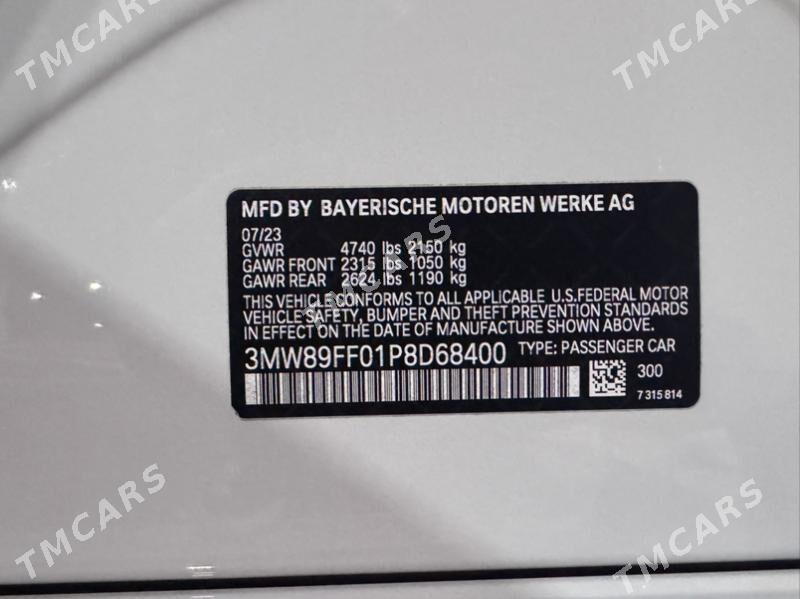 TMCARS
TMCARS
MFD BY BAYERISCHE MOTOREN WERKE AG
07/23
GVWR 4740 lbs 2150 kg
GAWR FRONT 2315 lbs 1050 kg
GAWR REAR 2624 lbs 1190 kg
THIS VEHICLE CONFORMS TO ALL APPLICABLE U.S.FEDERAL MOTOR
VEHICLE SAFETY, BUMPER AND THEFT PREVENTION STANDARDS
IN EFFECT ON THE DATE OF MANUFACTURE SHOWN ABOVE.
3MW89FF01P8D68400 TYPE: PASSENGER CAR
300
7315814
TMCARS
TMCARS
TMCARS